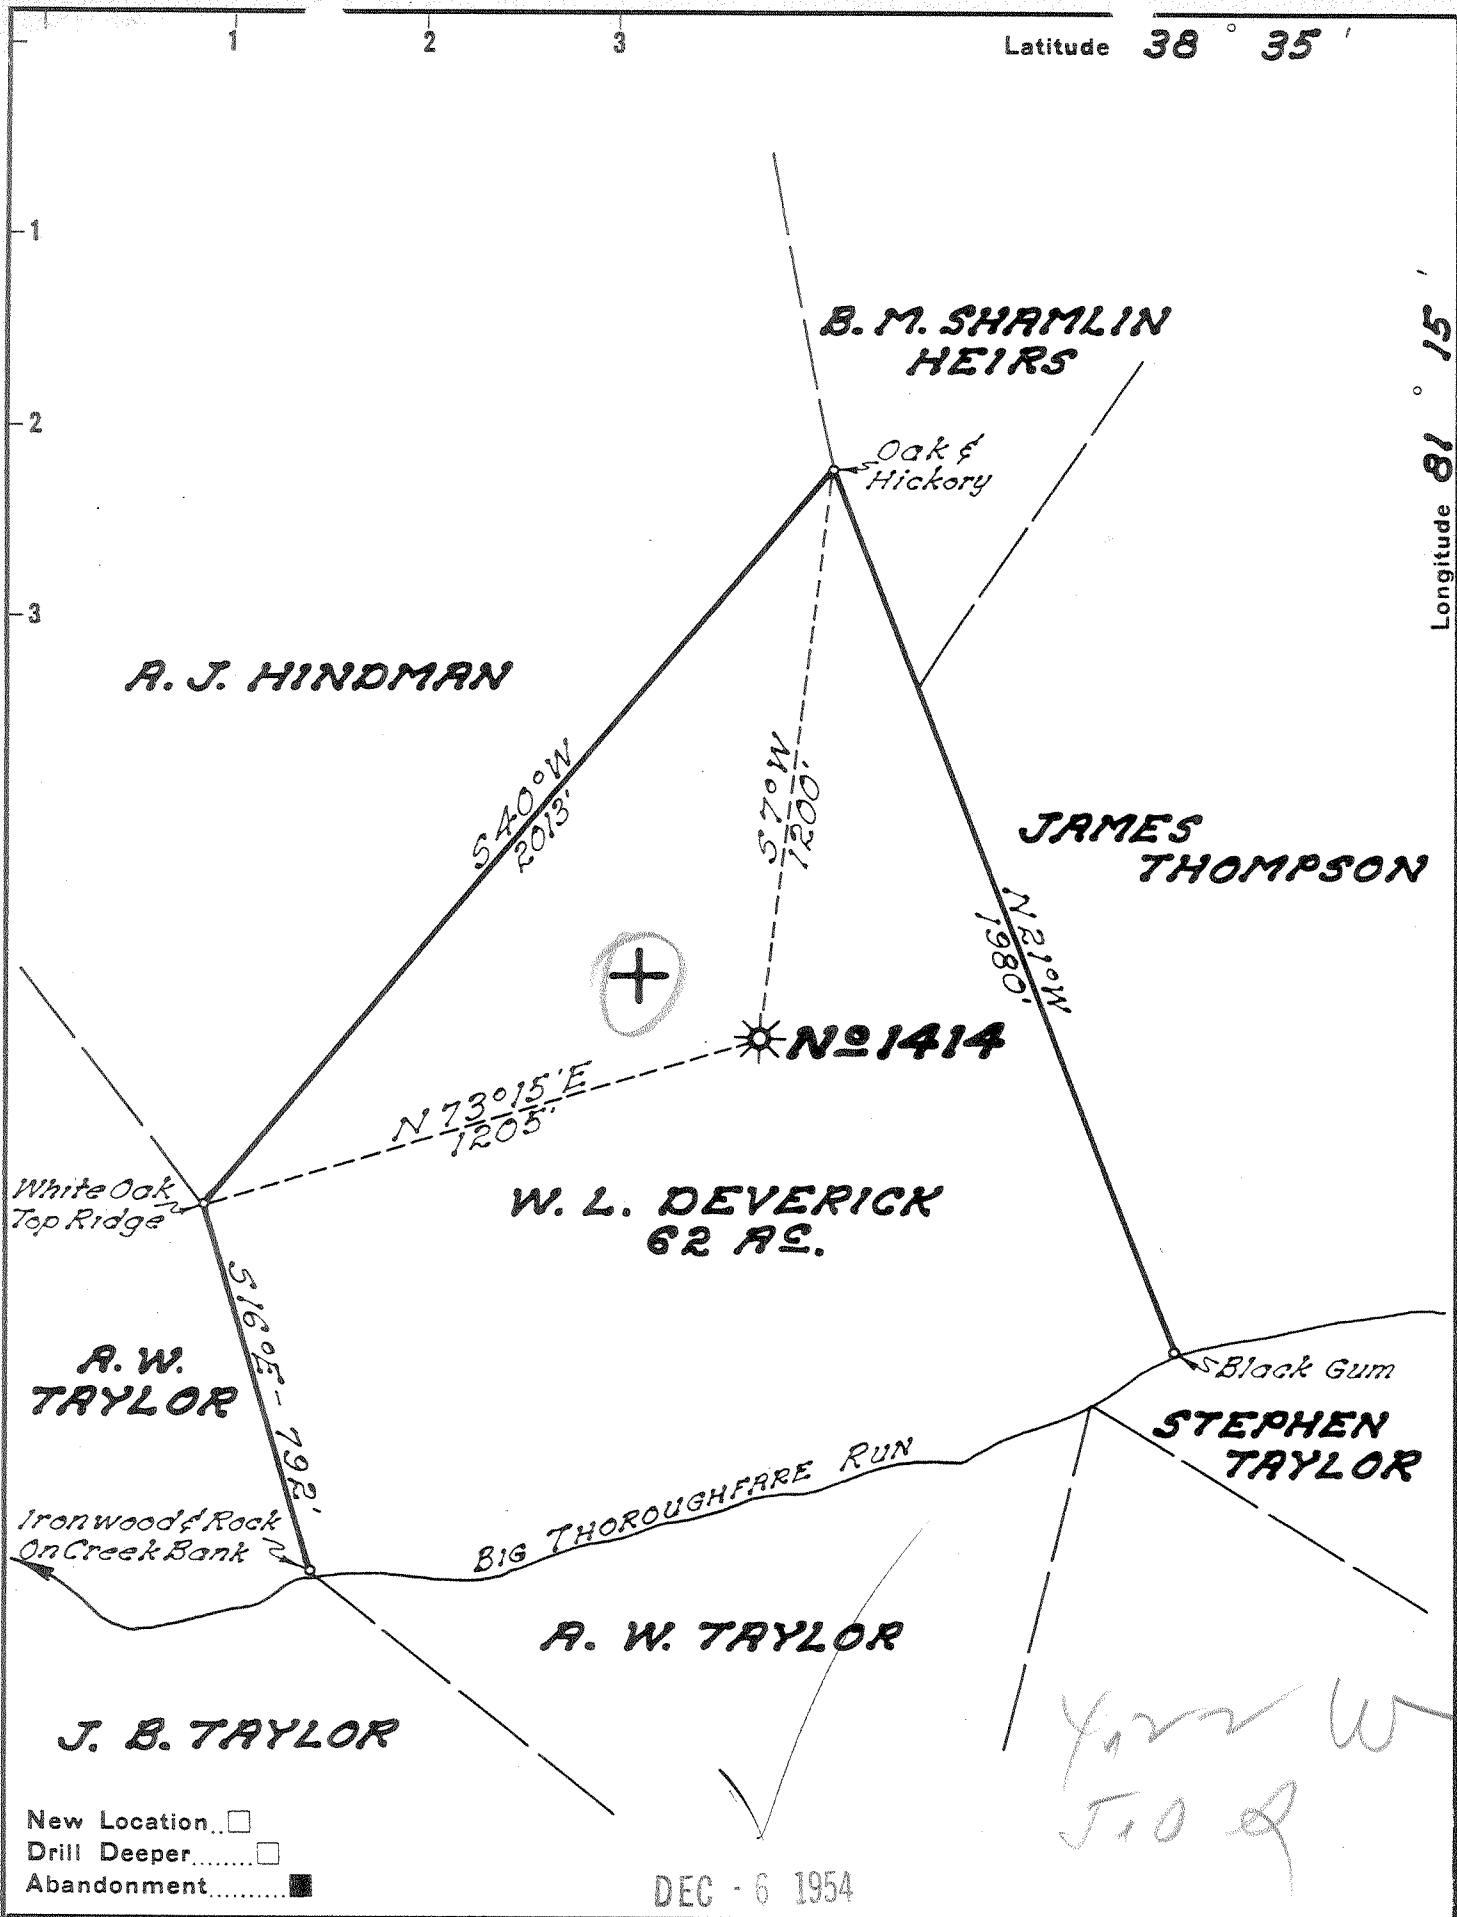 1 2 3
Latitude 38° 35'
1
2
3
Longitude 81° 15'
B. M. SHAMLIN
HEIRS
Oak &
Hickory
A. J. HINDMAN
S 40° W
2013'
S 7° W
1200'
JAMES
THOMPSON
N 21° W
1980'
Nº 1414
N 73° 15' E
1205'
White Oak
Top Ridge
W. L. DEVERICK
62 AC.
S 16° E - 792'
A. W.
TAYLOR
Black Gum
STEPHEN
TAYLOR
BIG THOROUGHFARE RUN
Ironwood & Rock
On Creek Bank
A. W. TAYLOR
J. B. TAYLOR
New Location..
Drill Deeper........
Abandonment..........
DEC - 6 1954